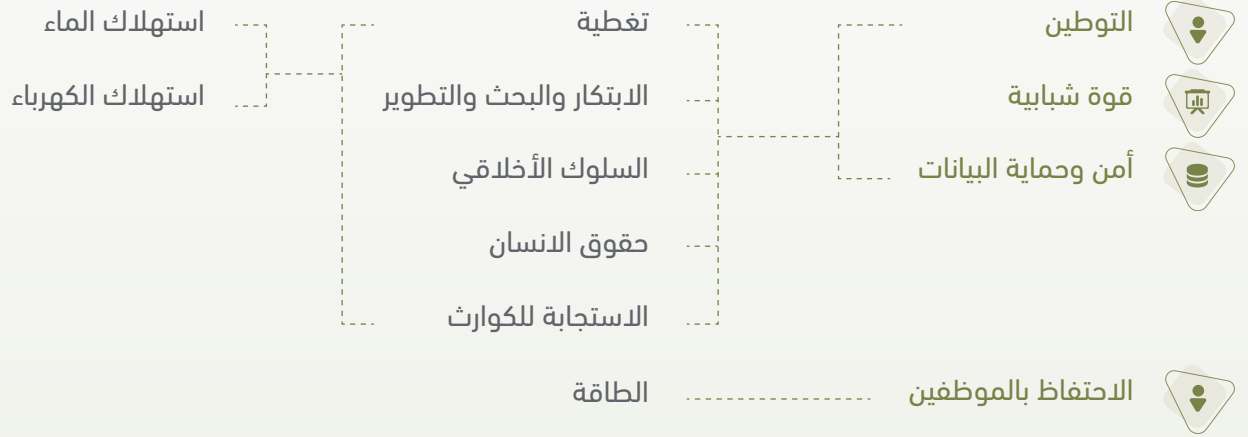 التوطين
تغطية
استهلاك الماء
قوة شبابية
الابتكار والبحث والتطوير
استهلاك الكهرباء
أمن وحماية البيانات
السلوك الأخلاقي
حقوق الانسان
الاستجابة للكوارث
الاحتفاظ بالموظفين
الطاقة